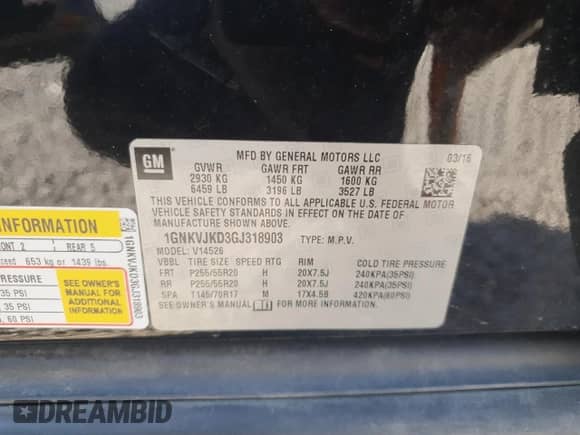 GM
MFD BY GENERAL MOTORS LLC 03/16
GVWR GAWR FRT GAWR RR
2930 KG 1450 KG 1600 KG
6459 LB 3196 LB 3527 LB
THIS VEHICLE CONFORMS TO ALL APPLICABLE U.S. FEDERAL MOTOR
VEHICLE SAFETY STANDARDS IN EFFECT ON THE DATE OF
MANUFACTURE SHOWN ABOVE.
1GNKVJKD3GJ318903 TYPE: M.P.V.
MODEL: V14526
VBBL TIRE SIZE SPEED RTG RIM COLD TIRE PRESSURE
FRT P255/55R20 H 20X7.5J 240KPA(35PSI)
RR P255/55R20 H 20X7.5J 240KPA(35PSI)
SPA T145/70R17 M 17X4.5B 420KPA(60PSI)
SEE OWNER'S MANUAL FOR MORE INFORMATION
INFORMATION
FRONT 2 REAR 5
653 kg or 1439 lbs.
PRESSURE
35 PSI
, 35 PSI
, 60 PSI
SEE OWNER'S
MANUAL FOR
ADDITIONAL
INFORMATION
1GNKVJKD3GJ318903
DREAMBID